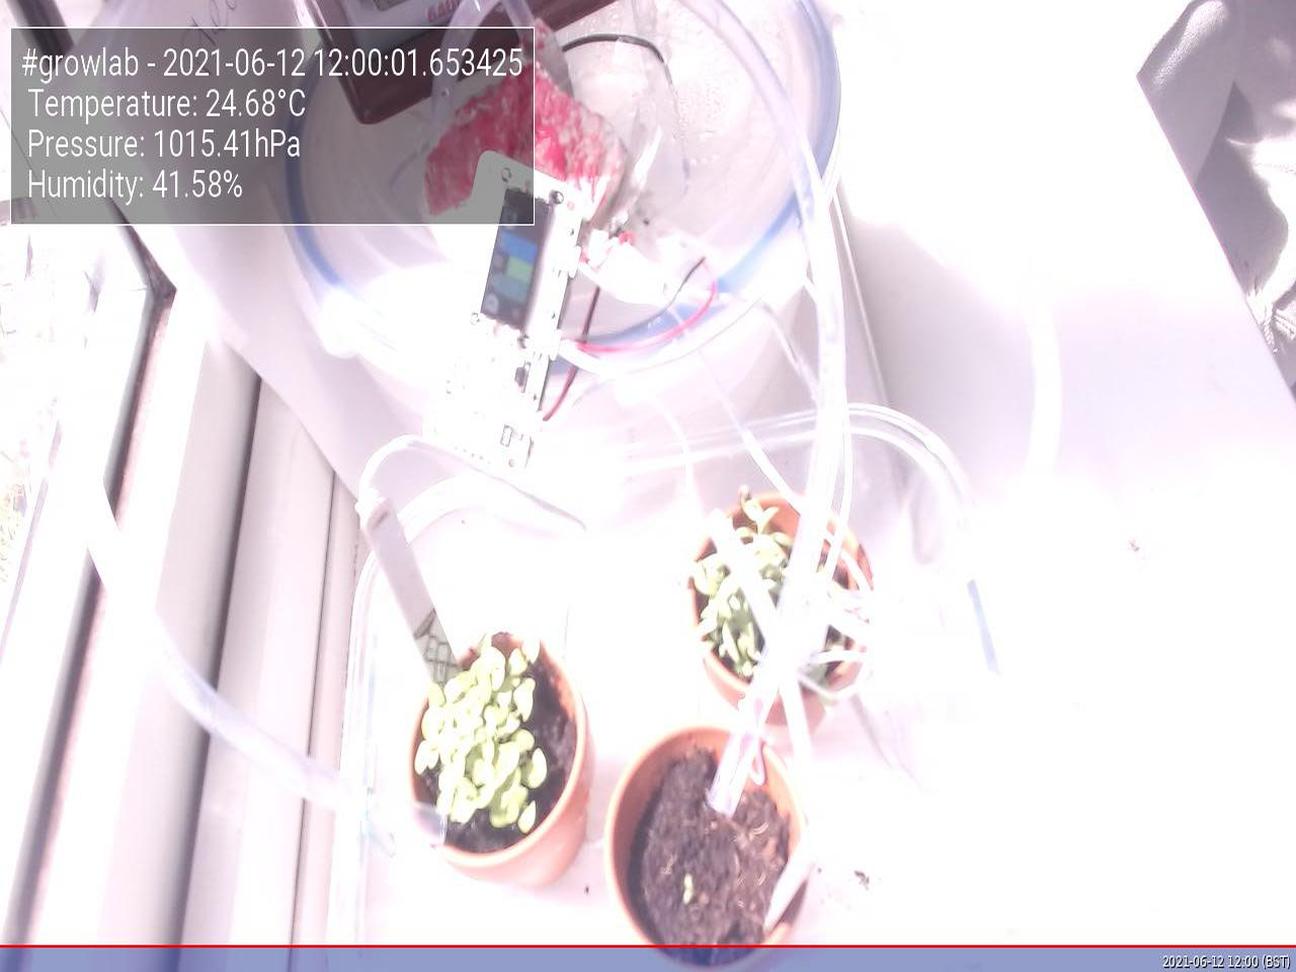 #growlab - 2021-06-12 12:00:01.653425
Temperature: 24.68°C
Pressure: 1015.41hPa
Humidity: 41.58%
2021-06-12 12:00 (BST)